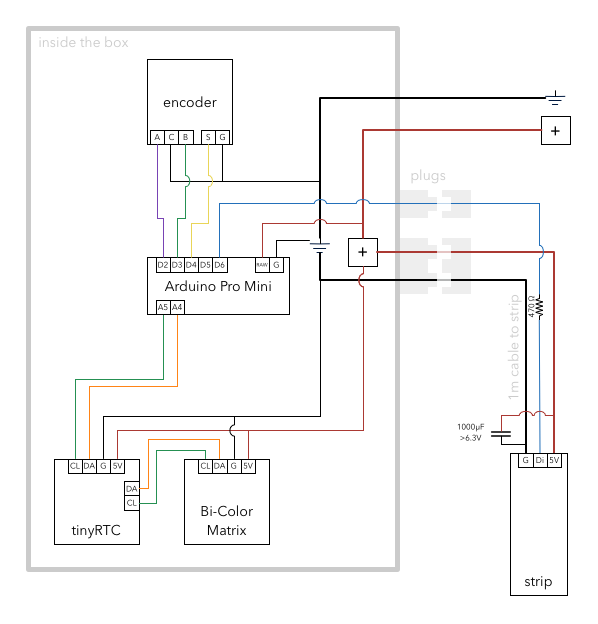 inside the box
encoder
A C B S G
plugs
+
+
D2 D3 D4 D5 D6 RAW G
Arduino Pro Mini
A5 A4
470 Ω
1m cable to strip
1000µF
>6.3V
CL DA G 5V
CL DA G 5V
G Di 5V
DA
CL
tinyRTC
Bi-Color
Matrix
strip